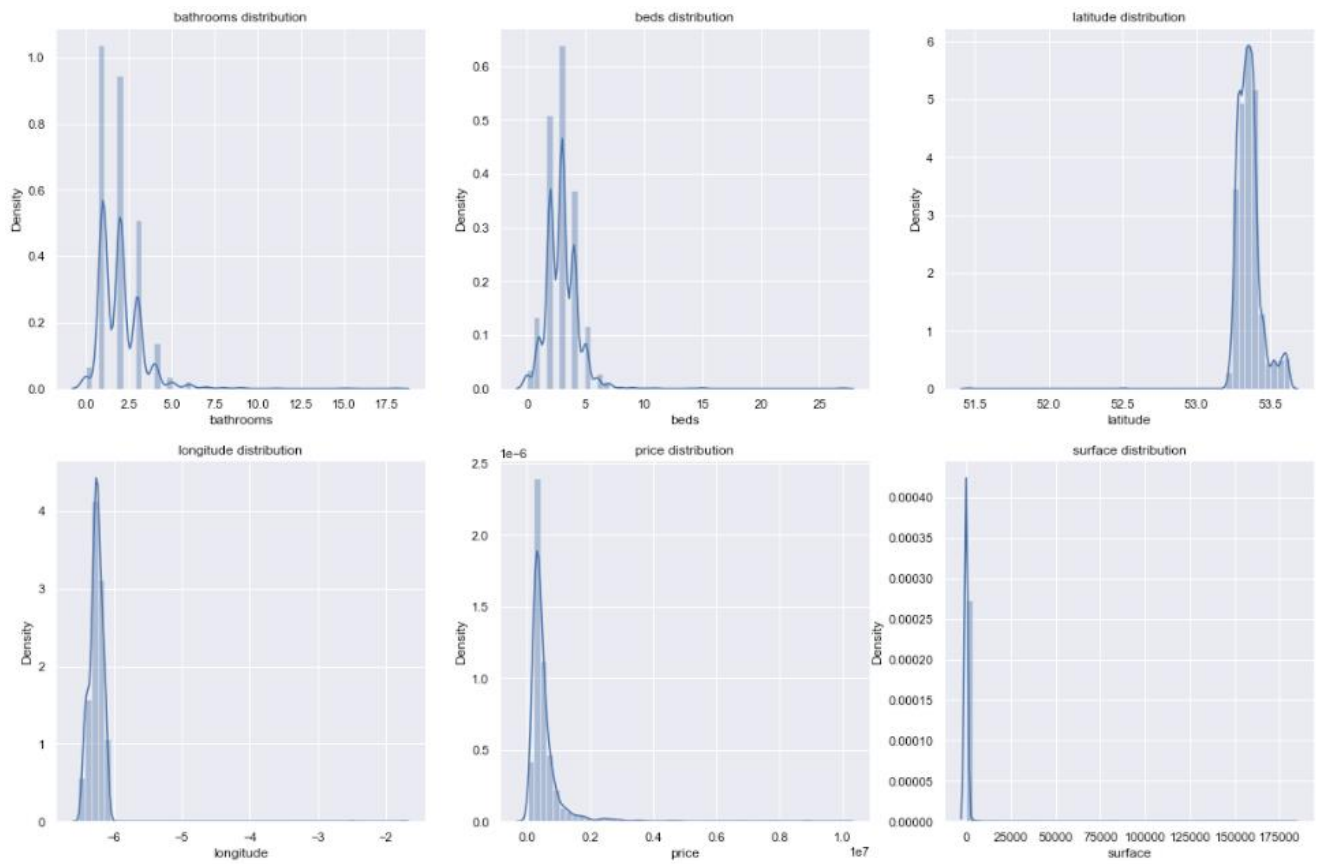 bathrooms distribution
1.0
0.8
0.6
0.4
0.2
0.0
Density
0.0 2.5 5.0 7.5 10.0 12.5 15.0 17.5
bathrooms
beds distribution
0.6
0.5
0.4
0.3
0.2
0.1
0.0
Density
0 5 10 15 20 25
beds
latitude distribution
6
5
4
3
2
1
0
Density
51.5 52.0 52.5 53.0 53.5
latitude
longitude distribution
4
3
2
1
0
Density
−6 −5 −4 −3 −2
longitude
price distribution
1e−6
2.5
2.0
1.5
1.0
0.5
0.0
Density
0.0 0.2 0.4 0.6 0.8 1.0
1e7
price
surface distribution
0.00040
0.00035
0.00030
0.00025
0.00020
0.00015
0.00010
0.00005
0.00000
Density
0 25000 50000 75000 100000 125000 150000 175000
surface